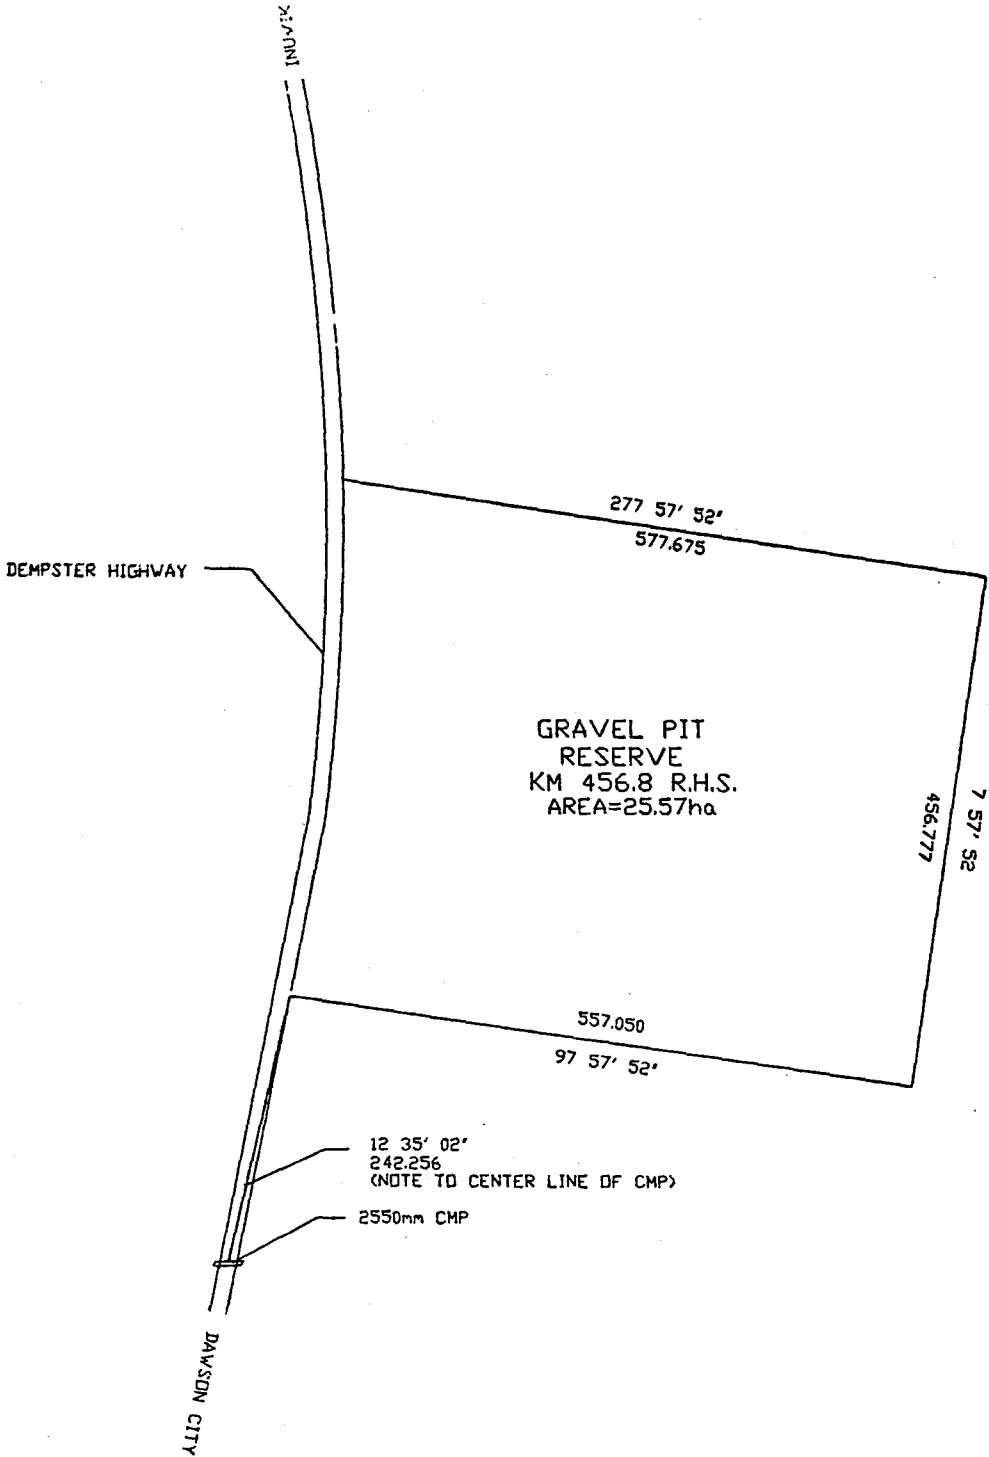 INUVIK
277 57' 52"
577.675
DEMPSTER HIGHWAY
GRAVEL PIT
RESERVE
KM 456.8 R.H.S.
AREA=25.57ha
7 57' 52
456.777
557.050
97 57' 52"
12 35' 02"
242.256
(NOTE TO CENTER LINE OF CMP)
2550mm CMP
DAWSON CITY